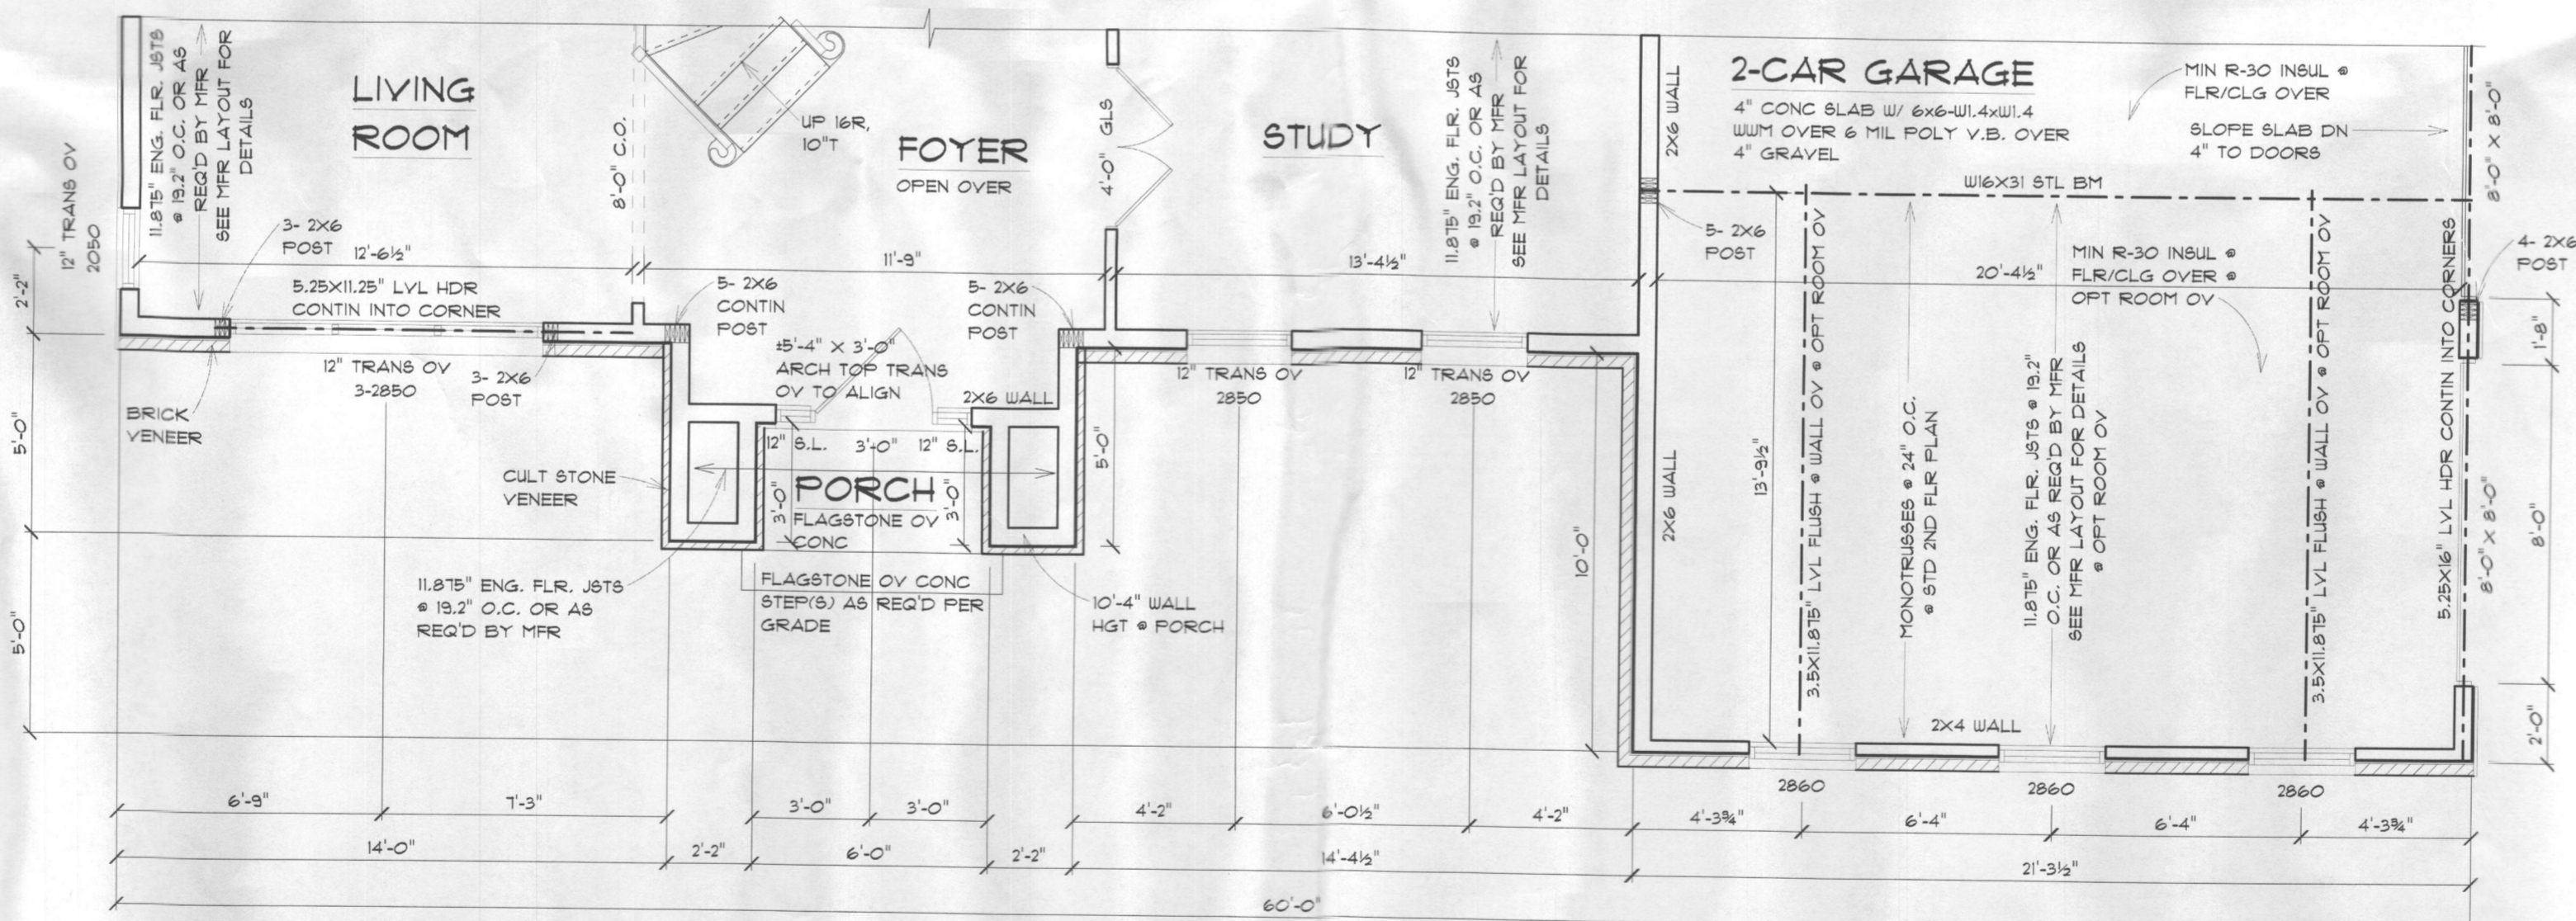 11.875" ENG. FLR. JSTS
@ 19.2" O.C. OR AS
REQ'D BY MFR
SEE MFR LAYOUT FOR
DETAILS
LIVING
ROOM
12" TRANS OV
2050
3- 2X6
POST
12'-6½"
5.25X11.25" LVL HDR
CONTIN INTO CORNER
8'-0" C.O.
UP 16R,
10"T
FOYER
OPEN OVER
11'-9"
4'-0" GLS
STUDY
13'-4½"
11.875" ENG. FLR. JSTS
@ 19.2" O.C. OR AS
REQ'D BY MFR
SEE MFR LAYOUT FOR
DETAILS
2X6 WALL
2-CAR GARAGE
4" CONC SLAB W/ 6x6-W1.4xW1.4
WWM OVER 6 MIL POLY V.B. OVER
4" GRAVEL
MIN R-30 INSUL @
FLR/CLG OVER
SLOPE SLAB DN
4" TO DOORS
8'-0" X 8'-0"
W16X31 STL BM
5- 2X6
POST
20'-4½"
MIN R-30 INSUL @
FLR/CLG OVER @
OPT ROOM OV
4- 2X6
POST
2'-2"
5'-0"
5'-0"
12" TRANS OV
3-2850
3- 2X6
POST
BRICK
VENEER
5- 2X6
CONTIN
POST
5- 2X6
CONTIN
POST
±5'-4" X 3'-0"
ARCH TOP TRANS
OV TO ALIGN
2X6 WALL
12" S.L.
3'-0"
12" S.L.
CULT STONE
VENEER
PORCH
3'-0"
3'-0"
FLAGSTONE OV
CONC
5'-0"
11.875" ENG. FLR. JSTS
@ 19.2" O.C. OR AS
REQ'D BY MFR
FLAGSTONE OV CONC
STEP(S) AS REQ'D PER
GRADE
10'-4" WALL
HGT @ PORCH
12" TRANS OV
2850
12" TRANS OV
2850
10'-0"
2X6 WALL
13'-9½"
3.5X11.875" LVL FLUSH @ WALL OV @ OPT ROOM OV
MONOTRUSSES @ 24" O.C.
@ STD 2ND FLR PLAN
11.875" ENG. FLR. JSTS @ 19.2"
O.C. OR AS REQ'D BY MFR
SEE MFR LAYOUT FOR DETAILS
@ OPT ROOM OV
3.5X11.875" LVL FLUSH @ WALL OV @ OPT ROOM OV
5.25X16" LVL HDR CONTIN INTO CORNERS
8'-0" X 8'-0"
1'-8"
8'-0"
2'-0"
2X4 WALL
2860
2860
2860
6'-9"
7'-3"
3'-0"
3'-0"
4'-2"
6'-0½"
4'-2"
4'-3¾"
6'-4"
6'-4"
4'-3¾"
14'-0"
2'-2"
6'-0"
2'-2"
14'-4½"
21'-3½"
60'-0"